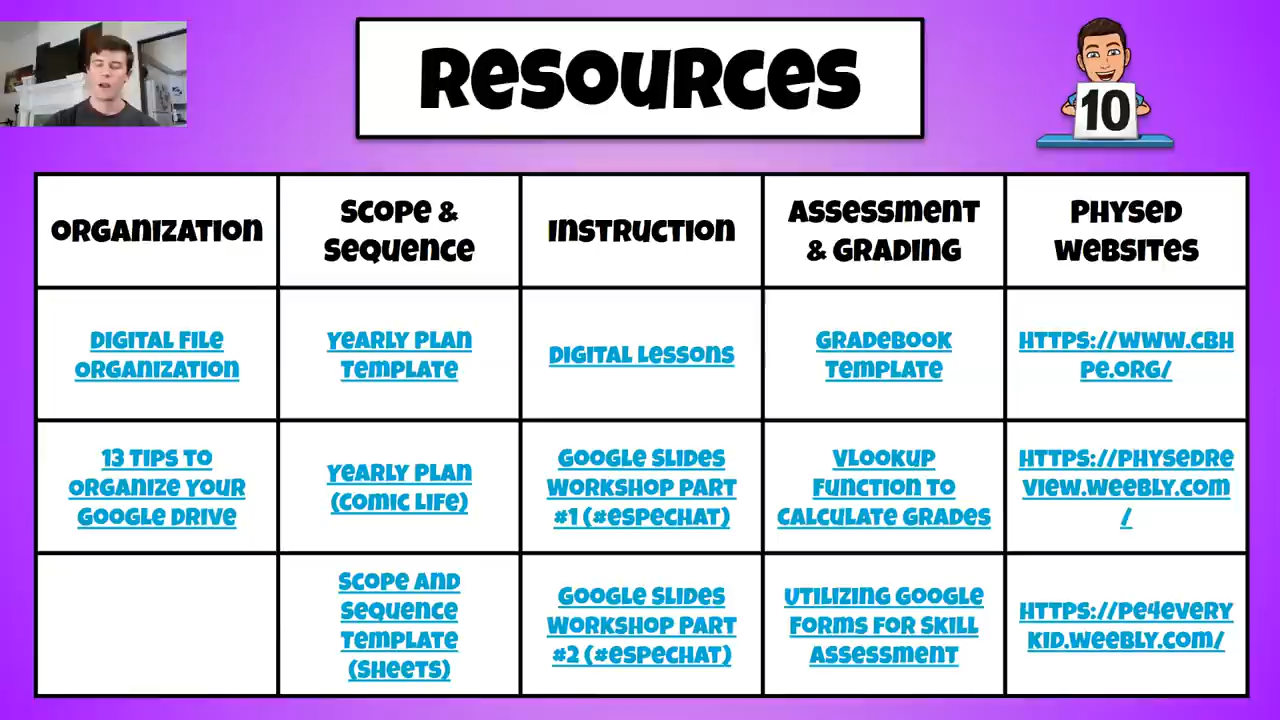 Resources
10
Organization
Scope &
Sequence
Instruction
Assessment
& Grading
PhysEd
Websites
Digital File
Organization
Yearly Plan
Template
Digital Lessons
Gradebook
Template
https://www.cbh
pe.org/
13 Tips to
Organize Your
Google Drive
Yearly Plan
(Comic Life)
Google Slides
Workshop Part
#1 (#espechat)
VLOOKUP
Function to
Calculate Grades
https://physedre
view.weebly.com
/
Scope and
Sequence
Template
(Sheets)
Google Slides
Workshop Part
#2 (#espechat)
Utilizing Google
Forms for Skill
Assessment
https://pe4every
kid.weebly.com/